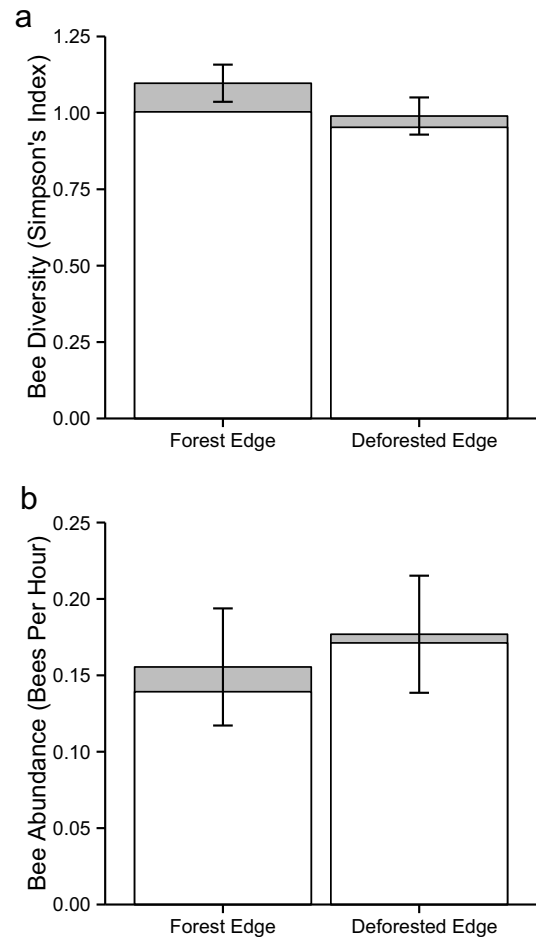 a
Bee Diversity (Simpson's Index)
1.25
1.00
0.75
0.50
0.25
0.00
Forest Edge
Deforested Edge
b
Bee Abundance (Bees Per Hour)
0.25
0.20
0.15
0.10
0.05
0.00
Forest Edge
Deforested Edge